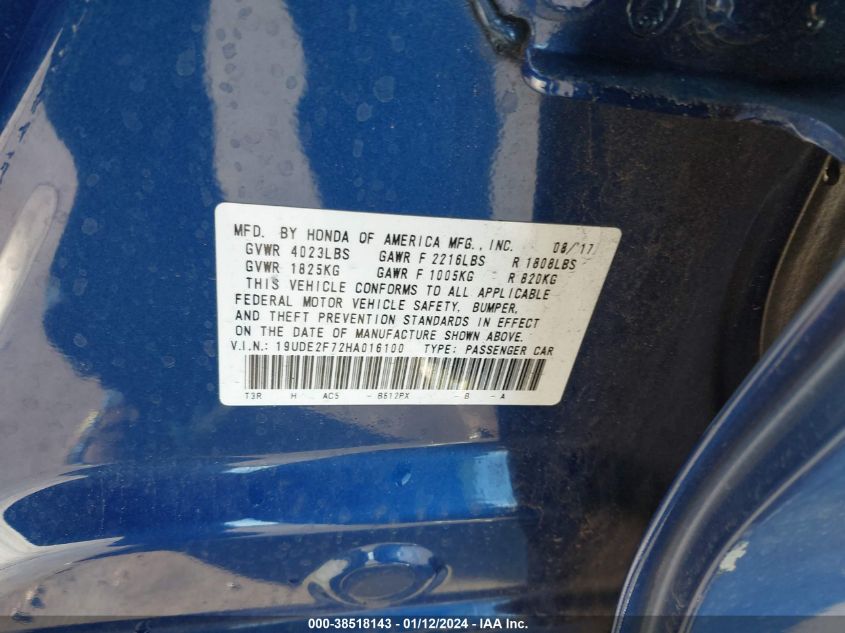 MFD. BY HONDA OF AMERICA MFG., INC. 08/'17
GVWR 4023LBS GAWR F 2216LBS R 1808LBS
GVWR 1825KG GAWR F 1005KG R 820KG
THIS VEHICLE CONFORMS TO ALL APPLICABLE
FEDERAL MOTOR VEHICLE SAFETY, BUMPER,
AND THEFT PREVENTION STANDARDS IN EFFECT
ON THE DATE OF MANUFACTURE SHOWN ABOVE.
V.I.N.: 19UDE2F72HA016100 TYPE: PASSENGER CAR
T3R H AC5 - B612PX - B - A
000-38518143 - 01/12/2024 - IAA Inc.